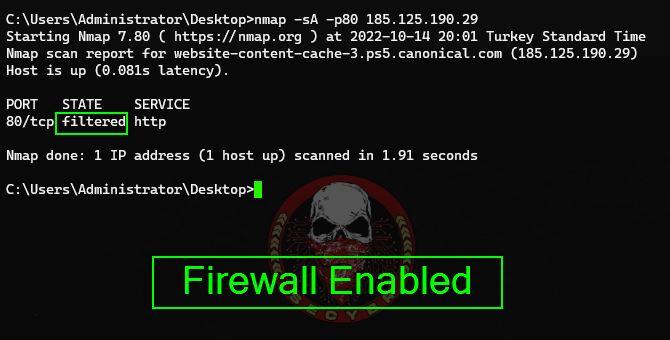 C:\Users\Administrator\Desktop>nmap -sA -p80 185.125.190.29
Starting Nmap 7.80 ( https://nmap.org ) at 2022-10-14 20:01 Turkey Standard Time
Nmap scan report for website-content-cache-3.ps5.canonical.com (185.125.190.29)
Host is up (0.081s latency).
PORT   STATE    SERVICE
80/tcp filtered http
Nmap done: 1 IP address (1 host up) scanned in 1.91 seconds
C:\Users\Administrator\Desktop>
Firewall Enabled